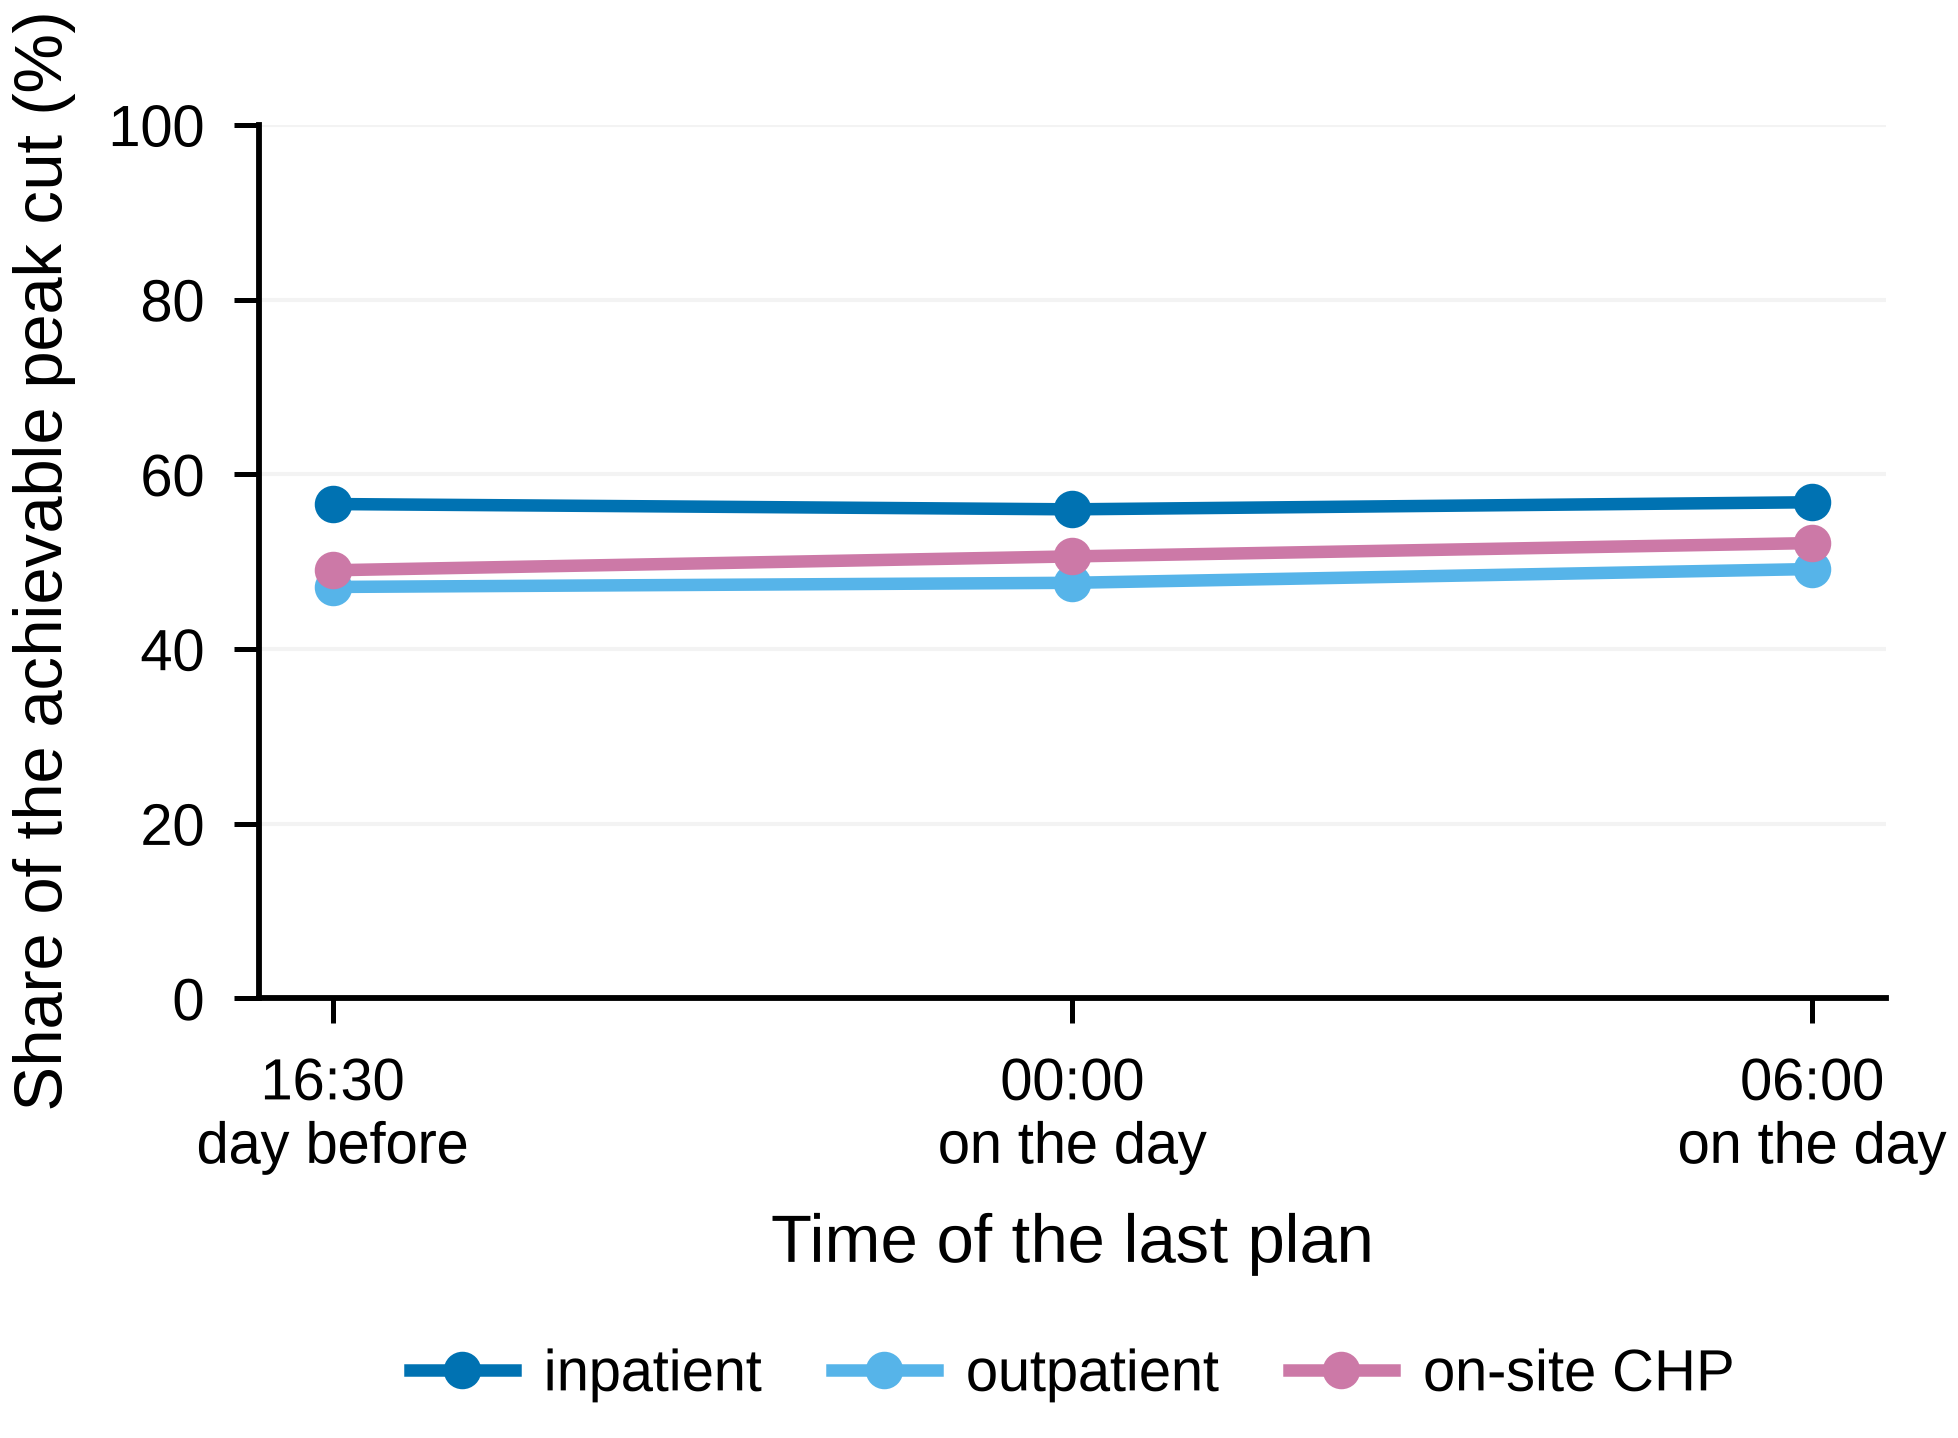 Share of the achievable peak cut (%)
100
80
60
40
20
0
16:30
day before
00:00
on the day
06:00
on the day
Time of the last plan
inpatient
outpatient
on-site CHP